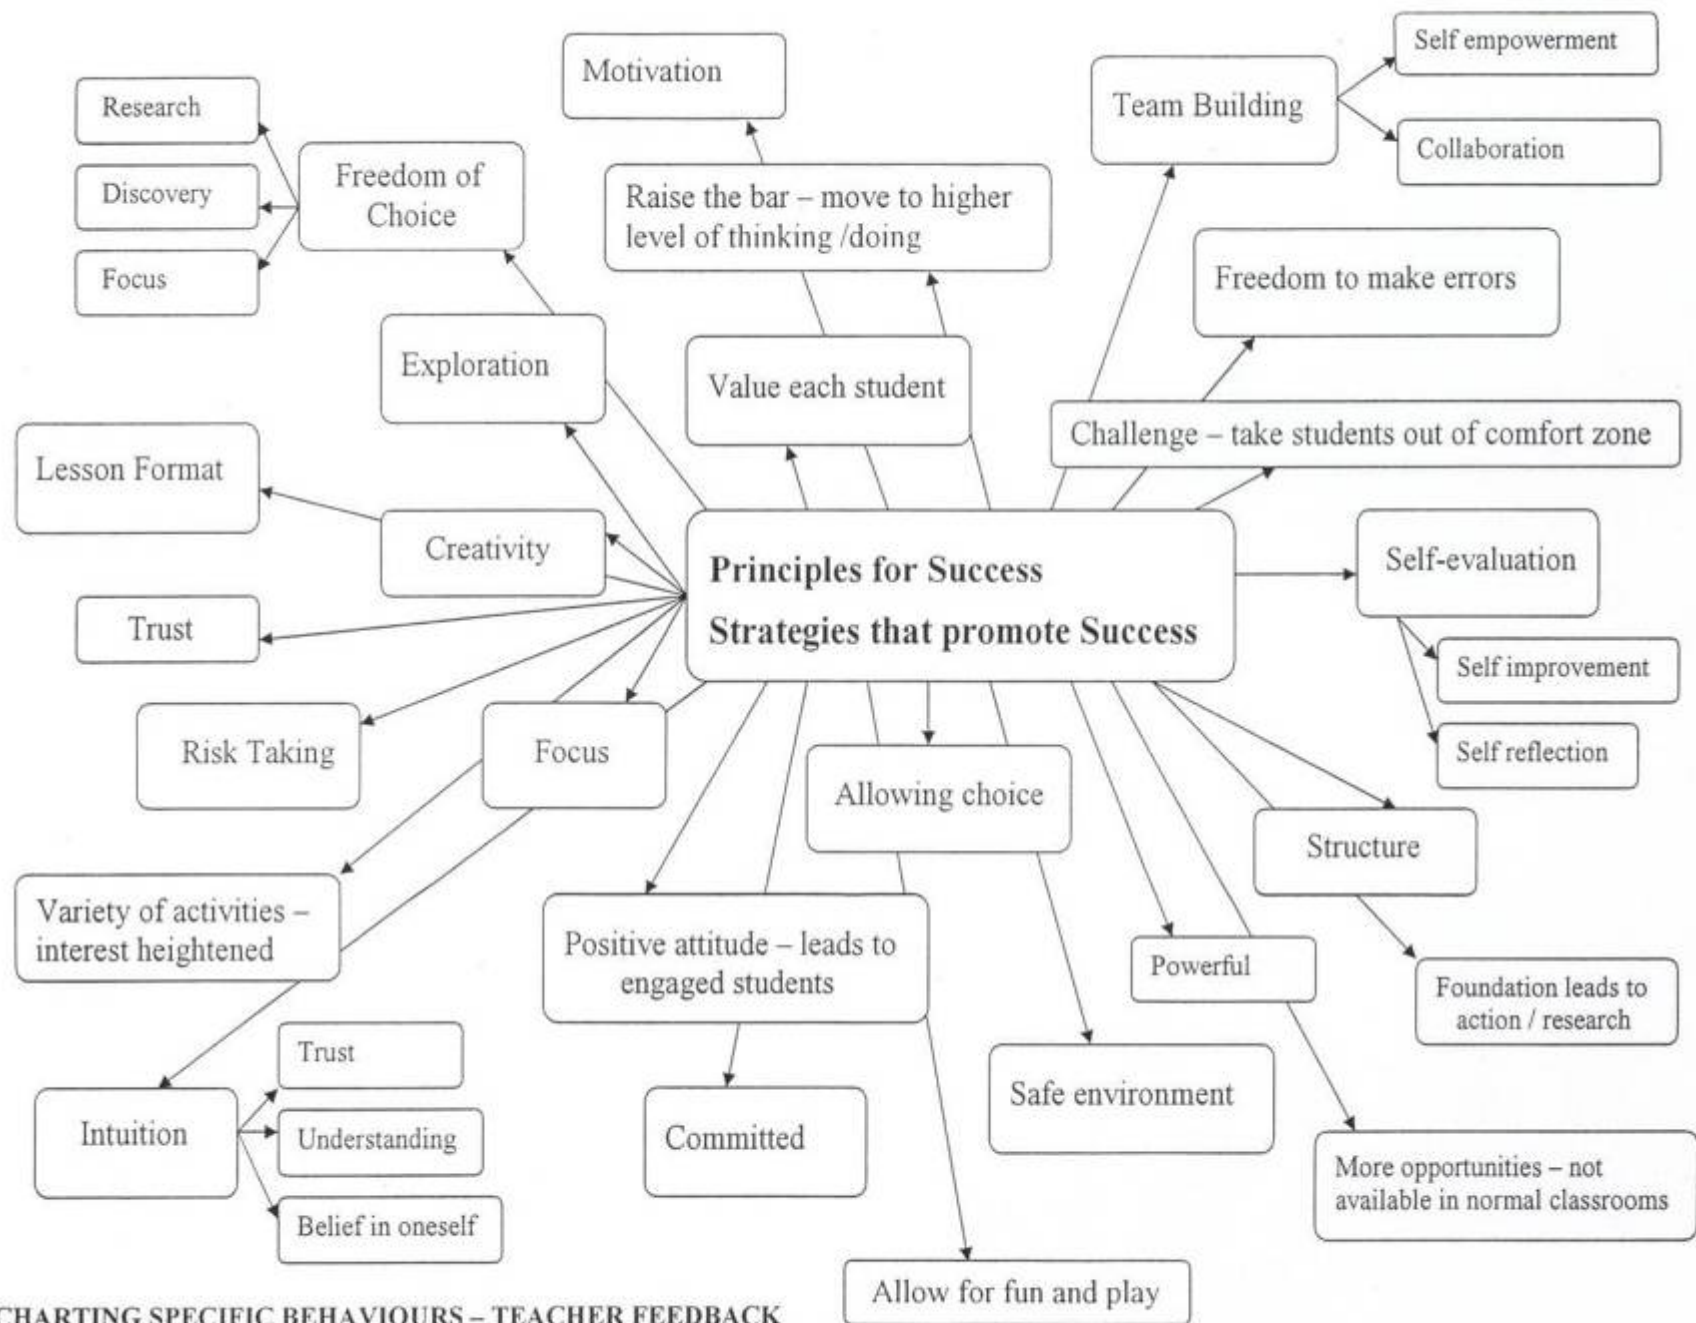 Self empowerment
Motivation
Team Building
Research
Collaboration
Freedom of
Choice
Discovery
Raise the bar – move to higher
level of thinking /doing
Focus
Freedom to make errors
Exploration
Value each student
Challenge – take students out of comfort zone
Lesson Format
Creativity
Principles for Success
Strategies that promote Success
Self-evaluation
Trust
Self improvement
Risk Taking
Focus
Self reflection
Allowing choice
Structure
Variety of activities –
interest heightened
Positive attitude – leads to
engaged students
Powerful
Foundation leads to
action / research
Trust
Intuition
Understanding
Belief in oneself
Committed
Safe environment
More opportunities – not
available in normal classrooms
Allow for fun and play
CHARTING SPECIFIC BEHAVIOURS – TEACHER FEEDBACK